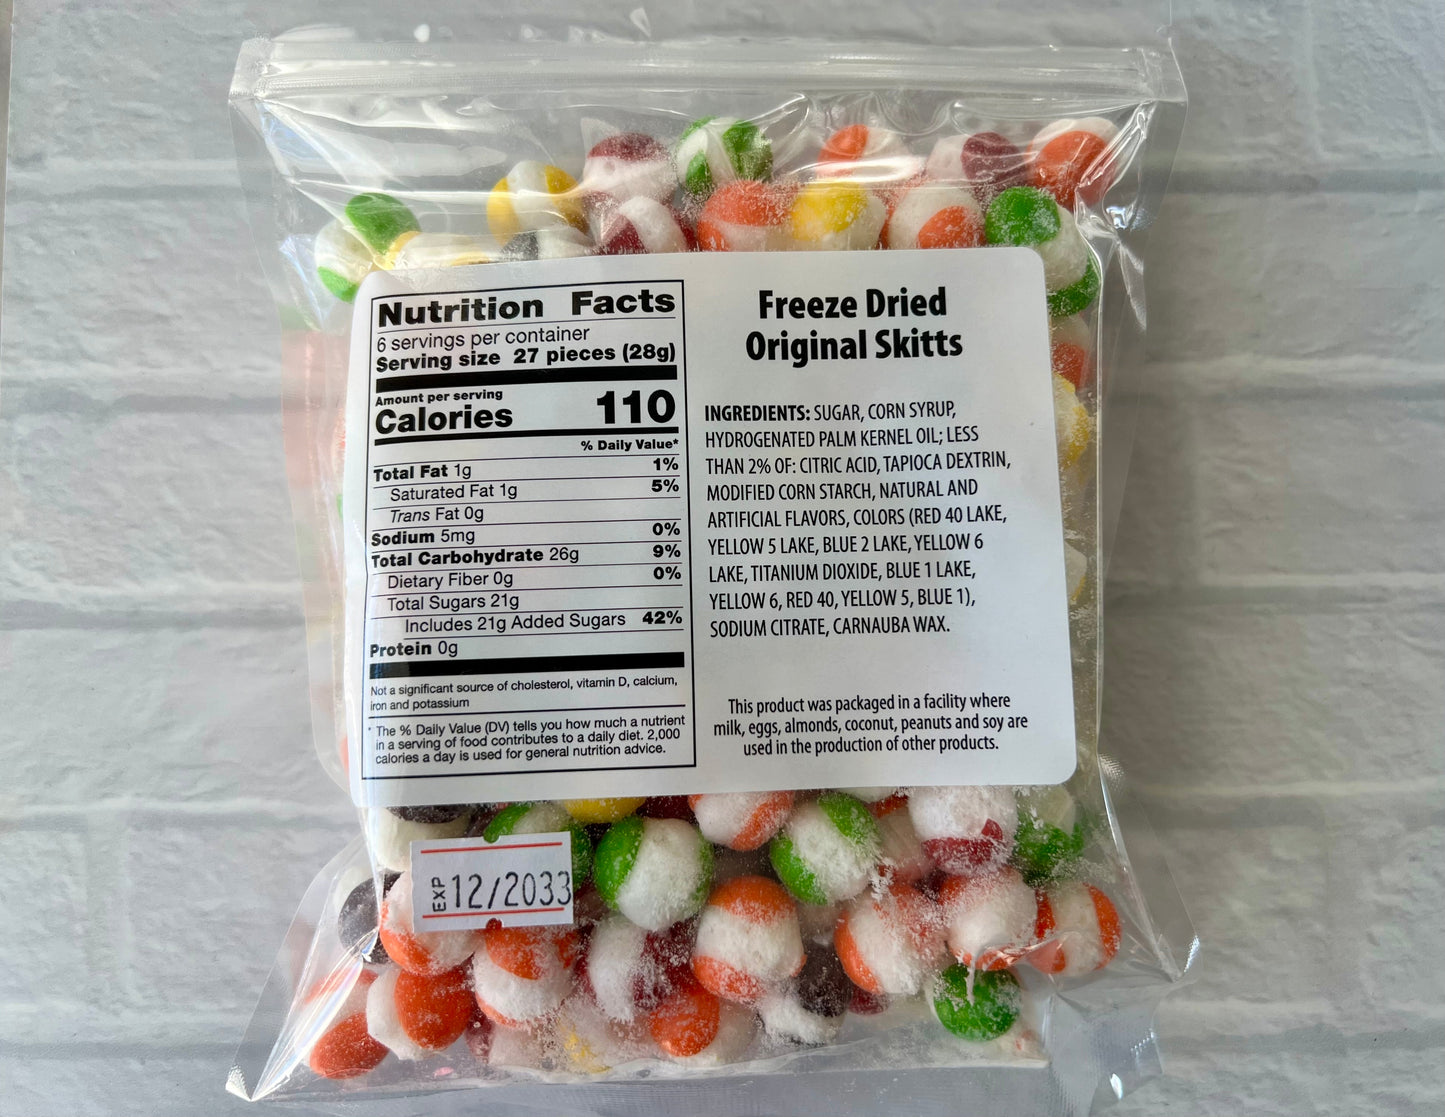 Nutrition Facts
6 servings per container
Serving size 27 pieces (28g)
Amount per serving
Calories 110
% Daily Value*
Total Fat 1g 1%
Saturated Fat 1g 5%
Trans Fat 0g
Sodium 5mg 0%
Total Carbohydrate 26g 9%
Dietary Fiber 0g 0%
Total Sugars 21g
Includes 21g Added Sugars 42%
Protein 0g
Not a significant source of cholesterol, vitamin D, calcium,
iron and potassium
* The % Daily Value (DV) tells you how much a nutrient
in a serving of food contributes to a daily diet. 2,000
calories a day is used for general nutrition advice.
Freeze Dried
Original Skitts
INGREDIENTS: SUGAR, CORN SYRUP,
HYDROGENATED PALM KERNEL OIL; LESS
THAN 2% OF: CITRIC ACID, TAPIOCA DEXTRIN,
MODIFIED CORN STARCH, NATURAL AND
ARTIFICIAL FLAVORS, COLORS (RED 40 LAKE,
YELLOW 5 LAKE, BLUE 2 LAKE, YELLOW 6
LAKE, TITANIUM DIOXIDE, BLUE 1 LAKE,
YELLOW 6, RED 40, YELLOW 5, BLUE 1),
SODIUM CITRATE, CARNAUBA WAX.
This product was packaged in a facility where
milk, eggs, almonds, coconut, peanuts and soy are
used in the production of other products.
EXP 12/2033